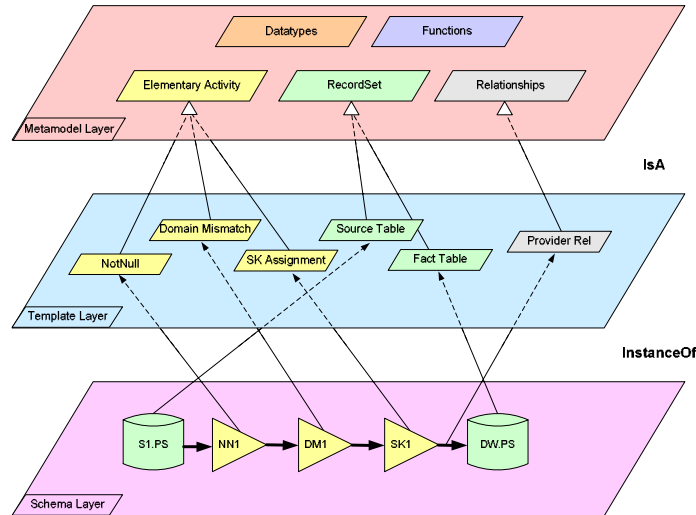 Datatypes
Functions
Elementary Activity
RecordSet
Relationships
Metamodel Layer
IsA
Domain Mismatch
Source Table
Provider Rel
NotNull
SK Assignment
Fact Table
Template Layer
InstanceOf
S1.PS
NN1
DM1
SK1
DW.PS
Schema Layer